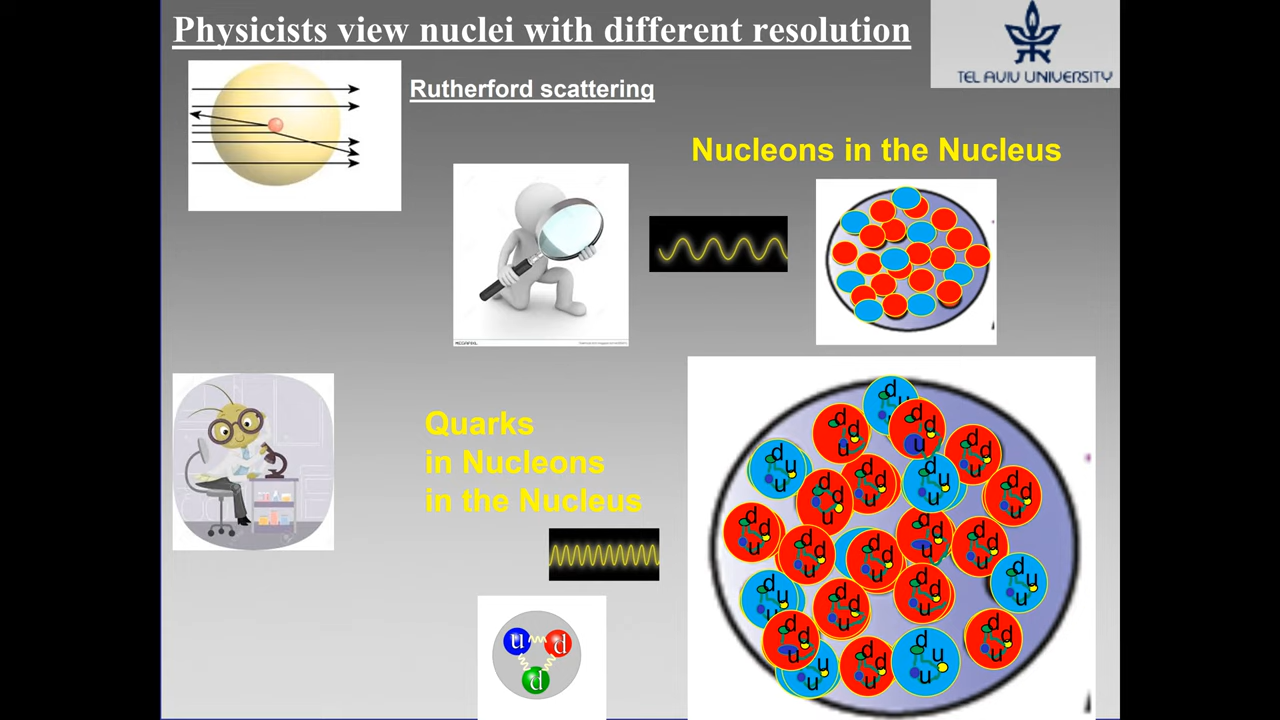 Physicists view nuclei with different resolution
TEL AVIV UNIVERSITY
Rutherford scattering
Nucleons in the Nucleus
Quarks
in Nucleons
in the Nucleus
u d
d
d
u
d
d
d
u
d
d
d
u
u
d
d
u
d
d
u
d
u
d
d
u
d
d
u
d
d
u
d
d
u
d
d
u
d
d
u
d
d
u
d
u
u
d
d
u
d
d
u
d
u
d
d
u
u
u
d
d
u
d
u
u
d
d
u